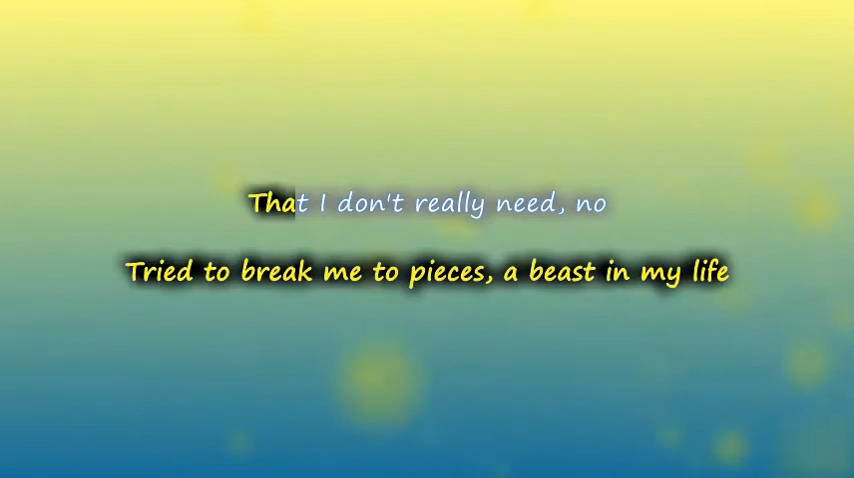 That I don't really need, no
Tried to break me to pieces, a beast in my life